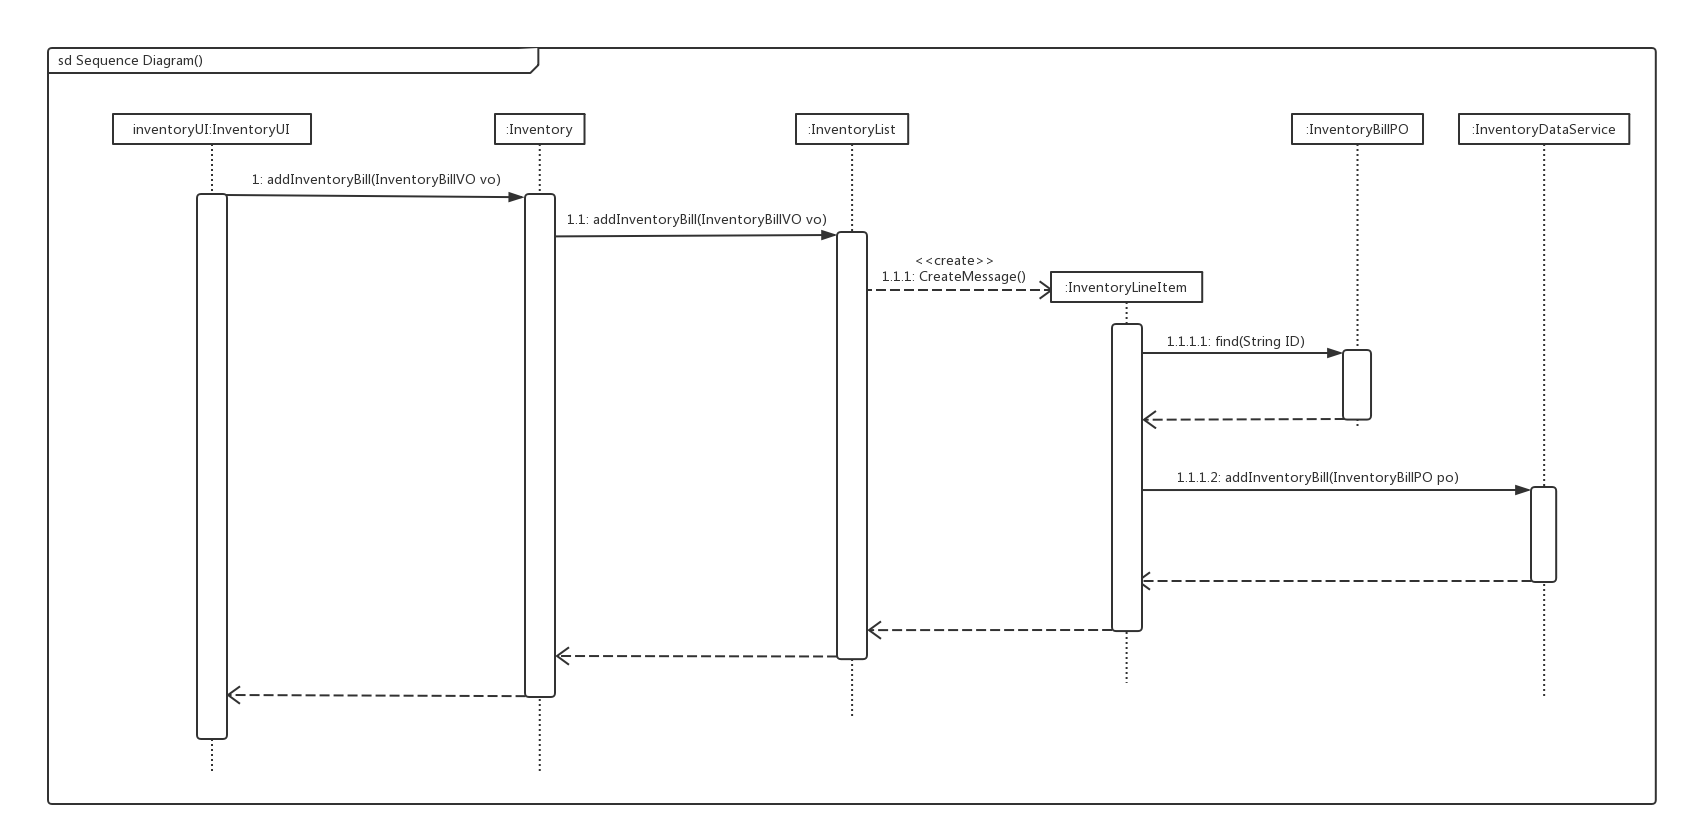 sd Sequence Diagram()
inventoryUI:InventoryUI
:Inventory
:InventoryList
:InventoryBillPO
:InventoryDataService
1: addInventoryBill(InventoryBillVO vo)
1.1: addInventoryBill(InventoryBillVO vo)
<<create>>
1.1.1: CreateMessage()
:InventoryLineItem
1.1.1.1: find(String ID)
1.1.1.2: addInventoryBill(InventoryBillPO po)